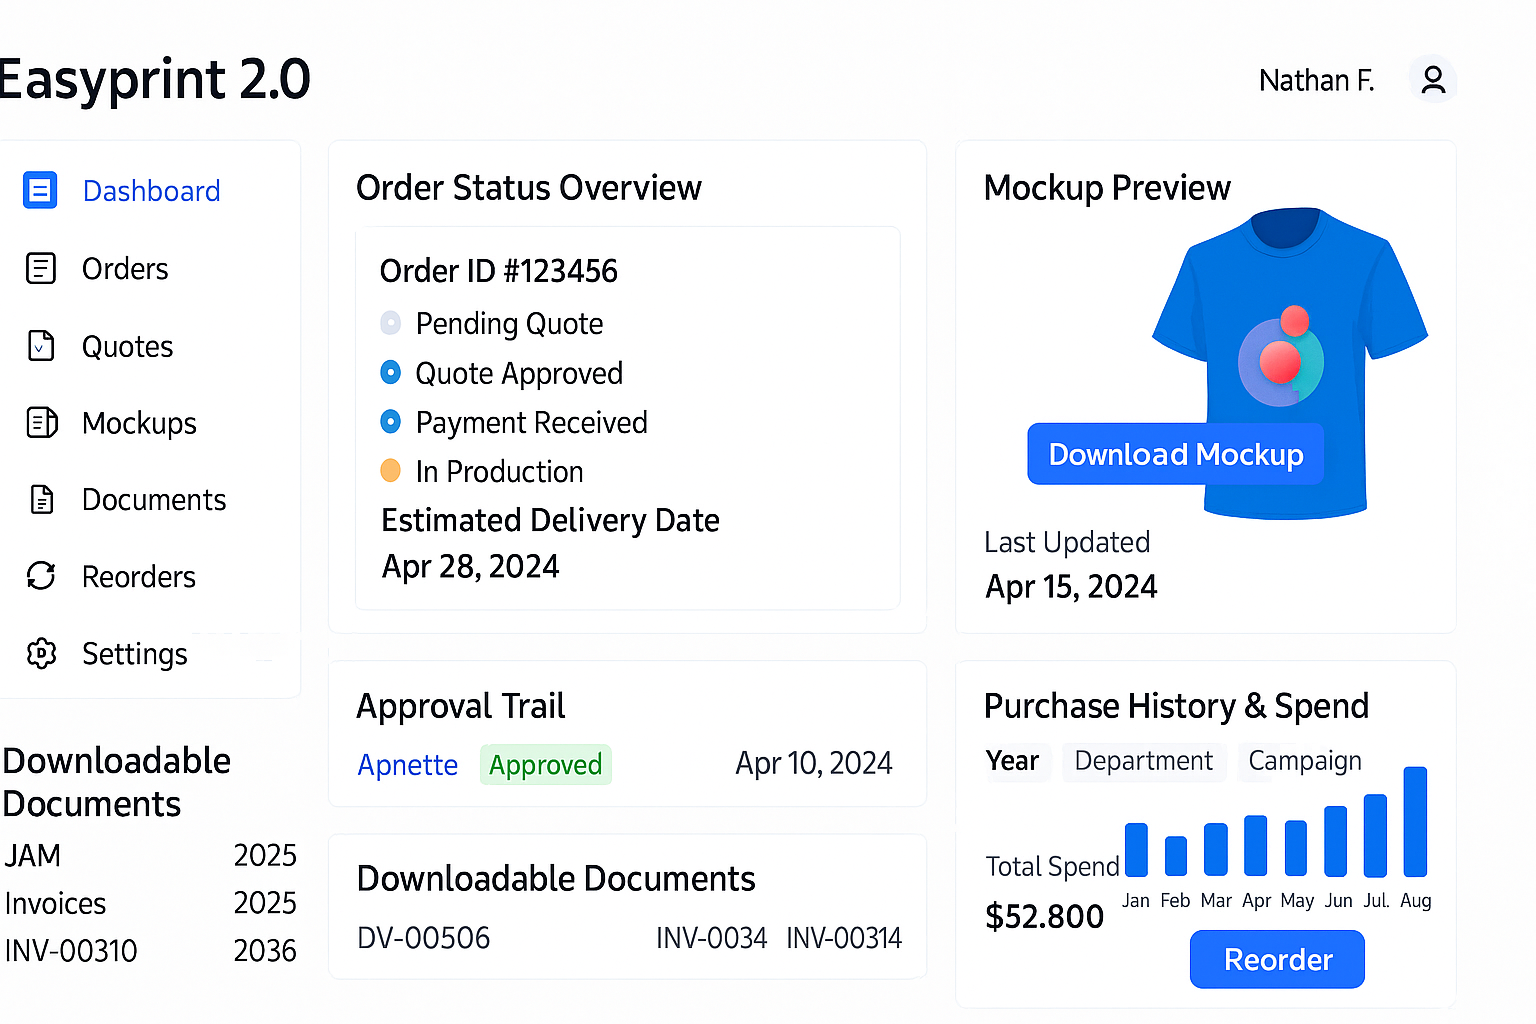 Easyprint 2.0
Nathan F.
Dashboard
Orders
Quotes
Mockups
Documents
Reorders
Settings
Downloadable
Documents
JAM 2025
Invoices 2025
INV-00310 2036
Order Status Overview
Order ID #123456
Pending Quote
Quote Approved
Payment Received
In Production
Estimated Delivery Date
Apr 28, 2024
Approval Trail
Apnette Approved Apr 10, 2024
Downloadable Documents
DV-00506 INV-0034 INV-00314
Mockup Preview
Download Mockup
Last Updated
Apr 15, 2024
Purchase History & Spend
Year Department Campaign
Total Spend
$52.800
Jan Feb Mar Apr May Jun Jul. Aug
Reorder